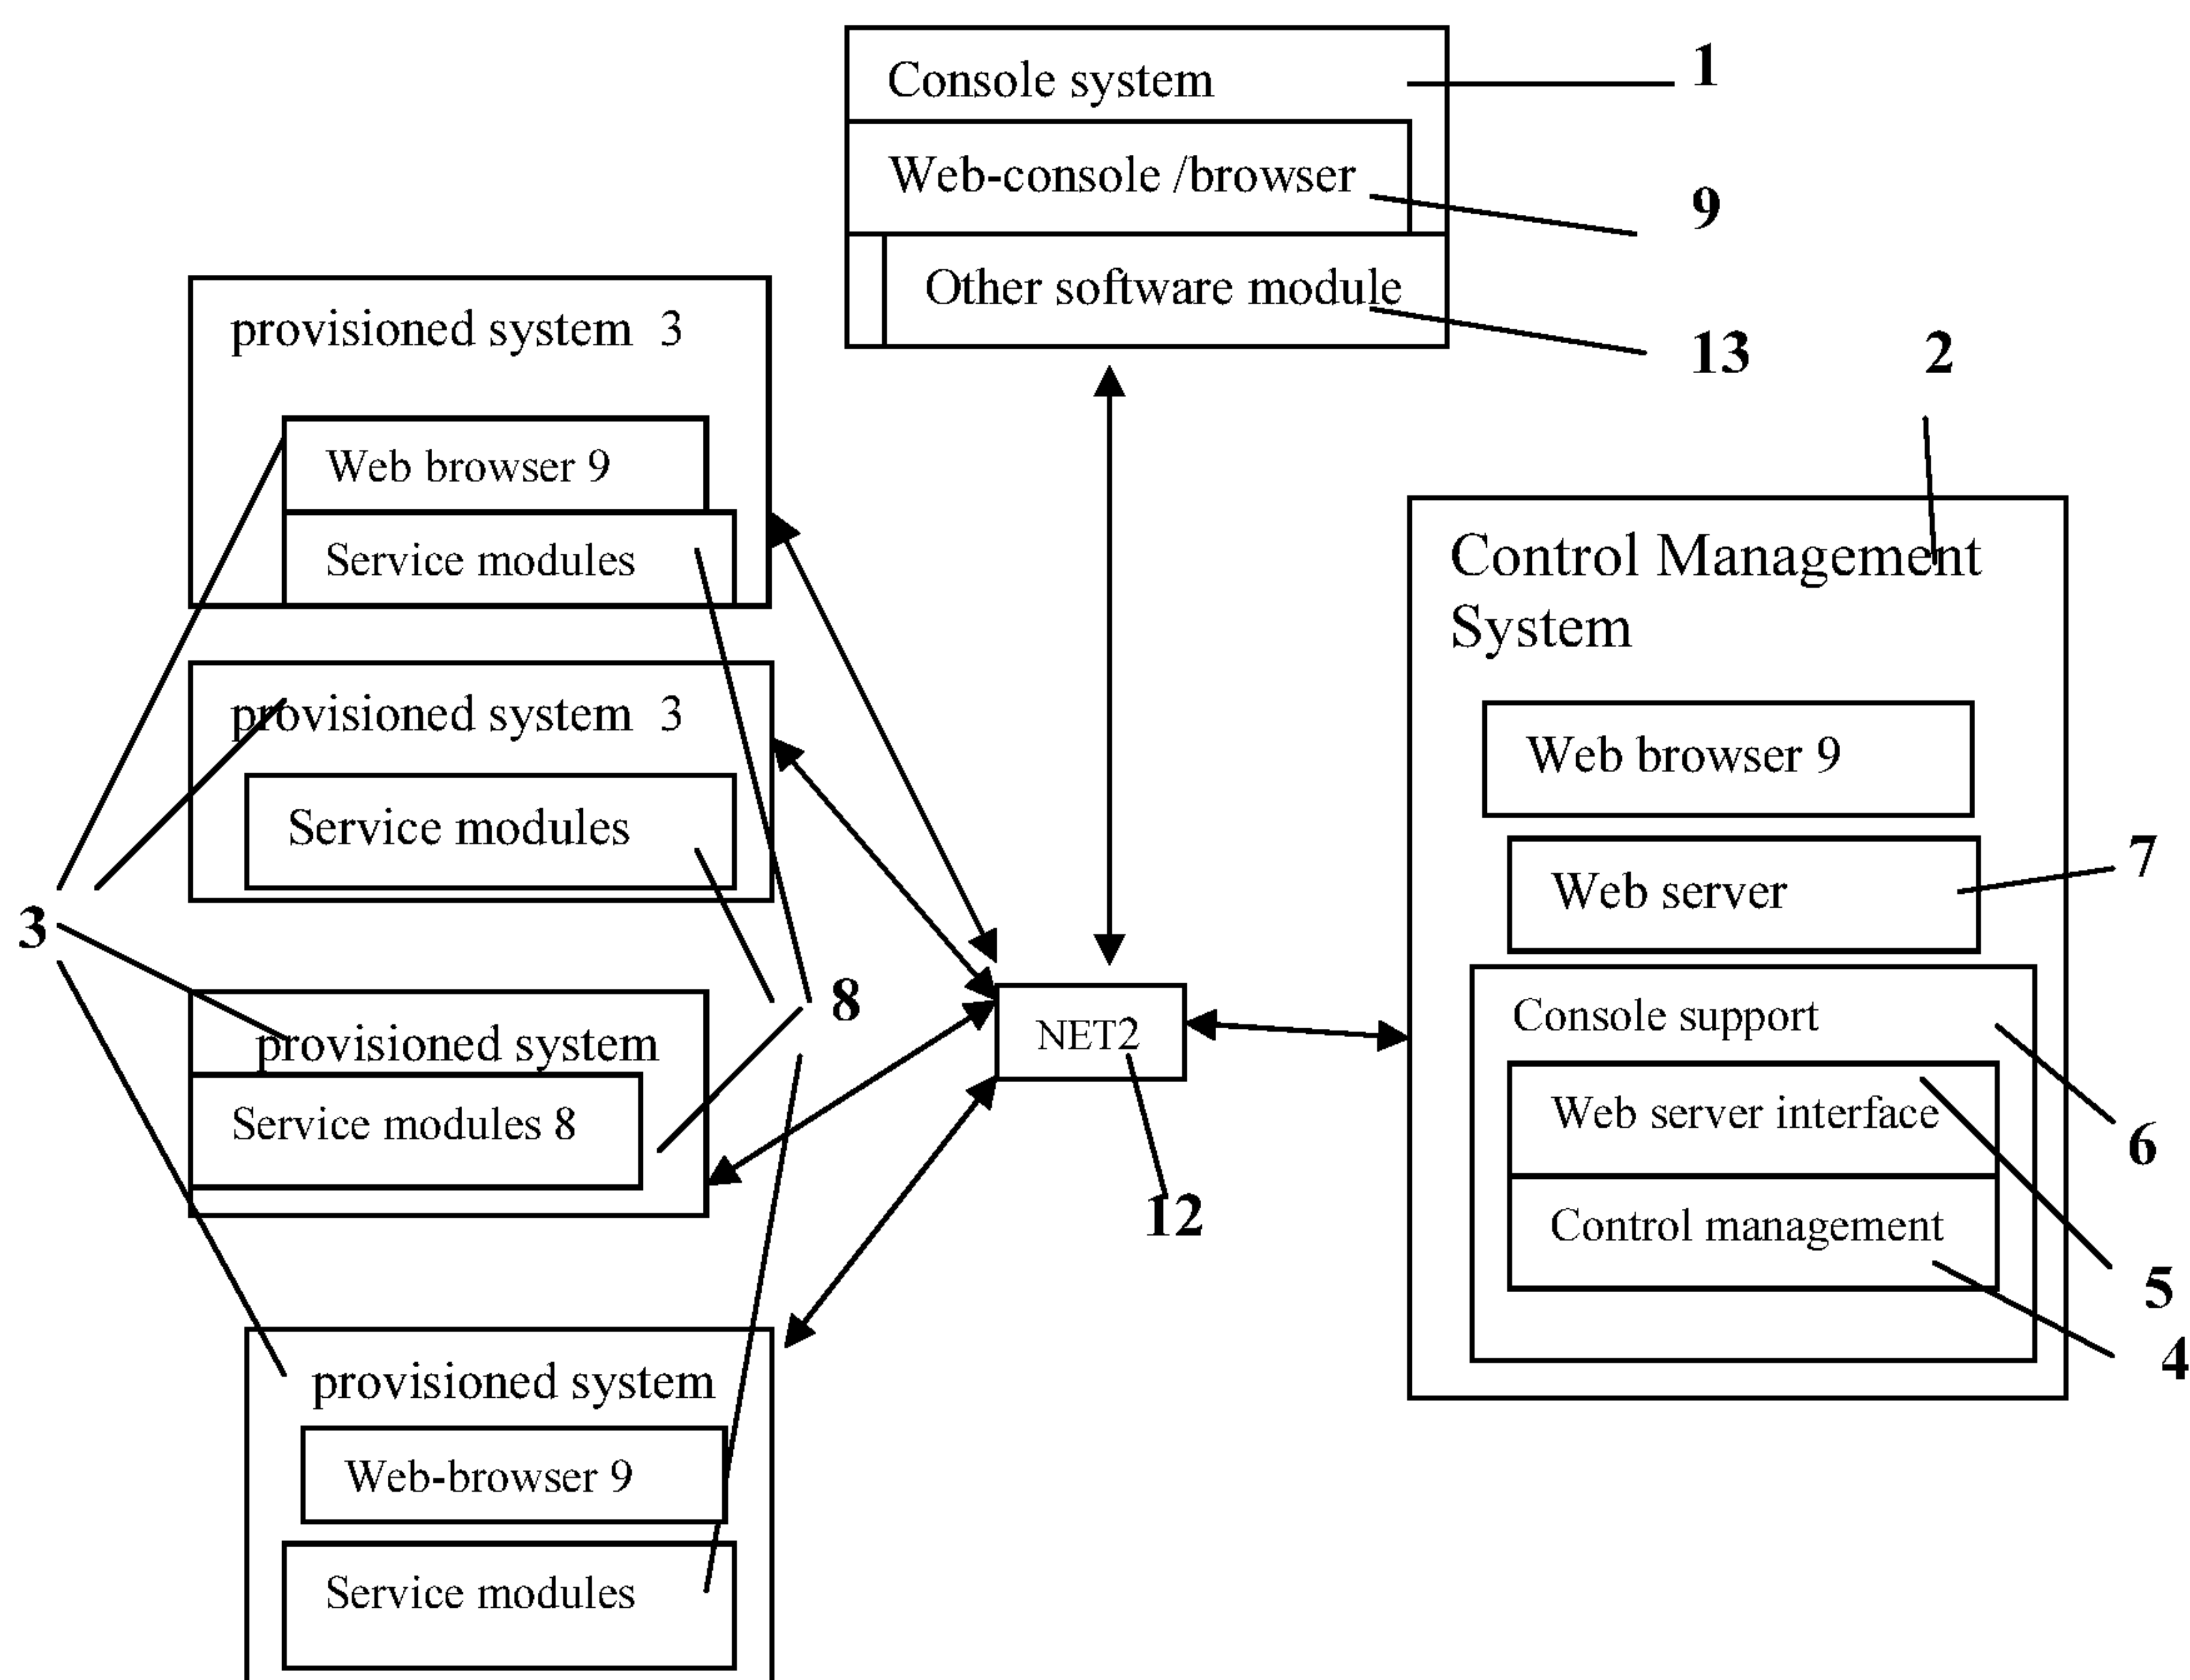 Console system
1
Web-console /browser
9
Other software module
13
2
provisioned system 3
Web browser 9
Service modules
provisioned system 3
Service modules
3
provisioned system
Service modules 8
8
provisioned system
Web-browser 9
Service modules
NET2
12
Control Management
System
Web browser 9
Web server
7
Console support
6
Web server interface
5
Control management
4